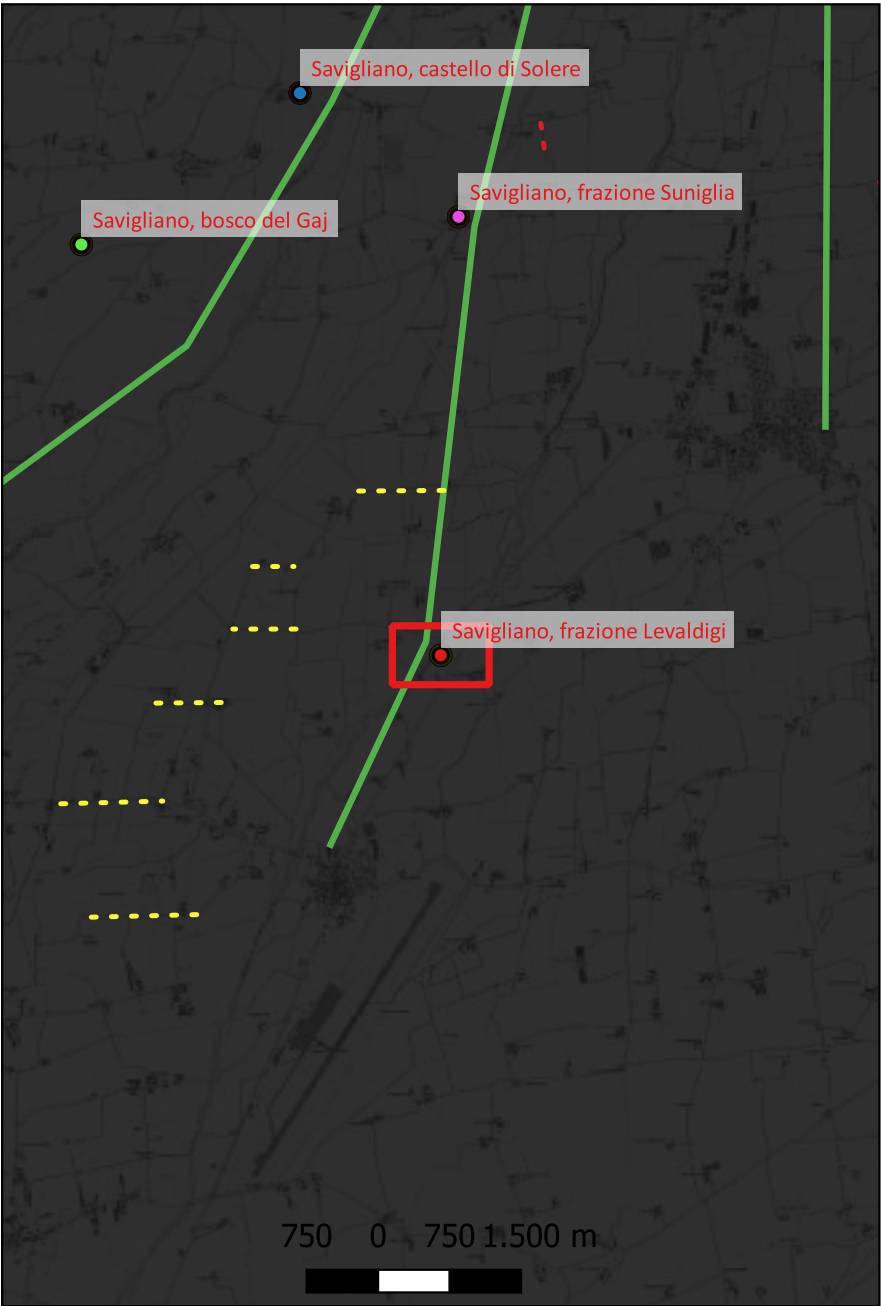 Savigliano, castello di Solere
Savigliano, frazione Suniglia
Savigliano, bosco del Gaj
Savigliano, frazione Levaldigi
750 0 750 1.500 m